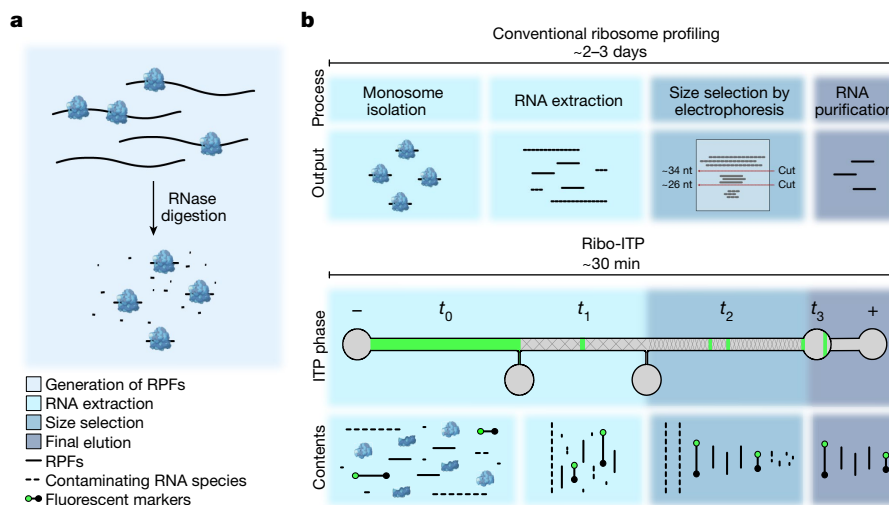 a
RNase
digestion
Generation of RPFs
RNA extraction
Size selection
Final elution
RPFs
Contaminating RNA species
Fluorescent markers
b
Conventional ribosome profiling
~2–3 days
Process
Monosome
isolation
RNA extraction
Size selection by
electrophoresis
RNA
purification
Output
~34 nt
Cut
~26 nt
Cut
Ribo-ITP
~30 min
ITP phase
–
t0
t1
t2
t3
+
Contents